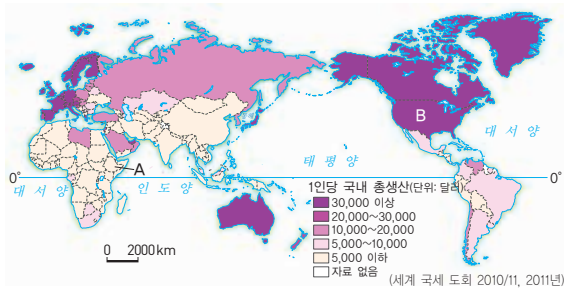 B
대서양
A
태평양
0°
대서양
인도양
0°
1인당 국내 총생산(단위: 달러)
30,000 이상
20,000~30,000
10,000~20,000
5,000~10,000
5,000 이하
자료 없음
0 2000km
(세계 국세 도회 2010/11, 2011년)